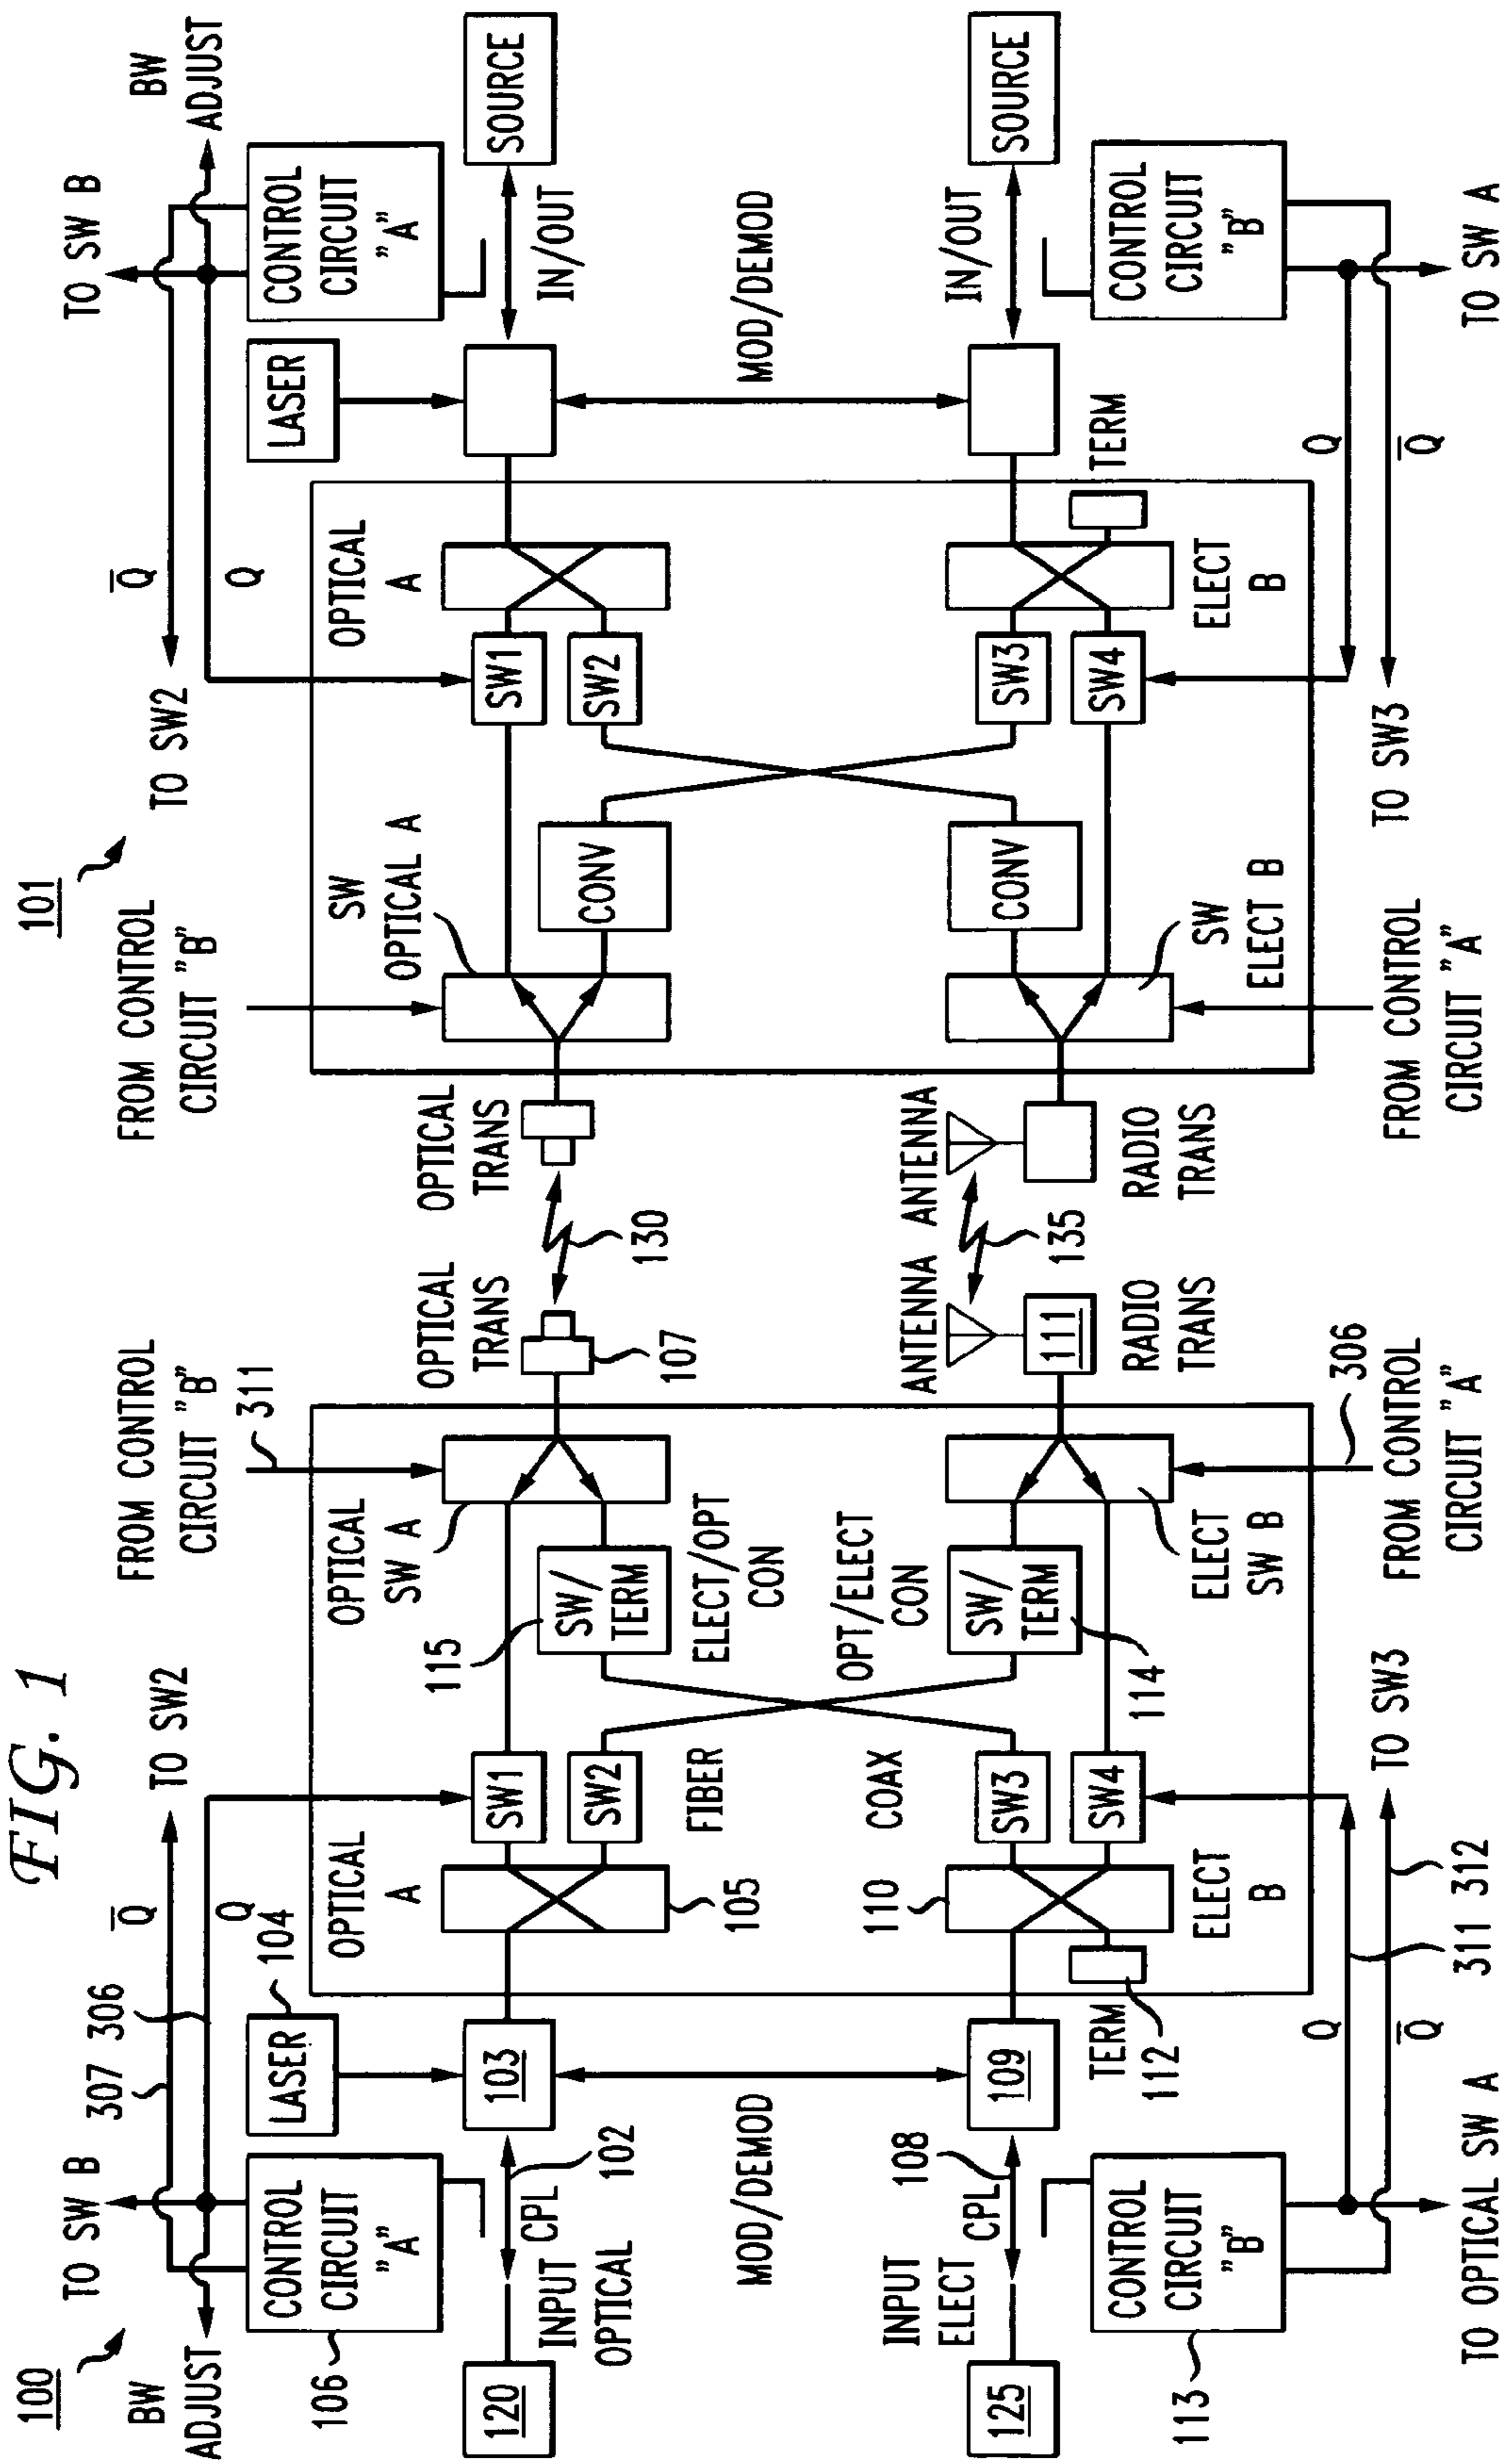 FIG. 1
100
BW
ADJUST
TO SW B
307
306
Q̅
TO SW2
Q
106
CONTROL
CIRCUIT
"A"
LASER
104
120
INPUT
OPTICAL
CPL
102
103
MOD/DEMOD
125
INPUT
ELECT
CPL
108
109
113
CONTROL
CIRCUIT
"B"
TO OPTICAL SW A
TERM
112
Q
Q̅
311
312
TO SW3
OPTICAL
A
105
SW1
SW2
FIBER
115
SW/
TERM
ELECT/OPT
CON
OPTICAL
SW A
FROM CONTROL
CIRCUIT "B"
311
110
ELECT
B
COAX
SW3
SW4
OPT/ELECT
CON
SW/
TERM
114
ELECT
SW B
FROM CONTROL
CIRCUIT "A"
306
OPTICAL
TRANS
107
130
OPTICAL
TRANS
ANTENNA
ANTENNA
111
RADIO
TRANS
135
RADIO
TRANS
101
FROM CONTROL
CIRCUIT "B"
SW
OPTICAL A
CONV
SW1
SW2
OPTICAL
A
TO SW2
Q̅
Q
CONV
SW
ELECT B
FROM CONTROL
CIRCUIT "A"
SW3
SW4
ELECT
B
TERM
TO SW3
Q
Q̅
LASER
MOD/DEMOD
TO SW B
BW
ADJUST
CONTROL
CIRCUIT
"A"
IN/OUT
SOURCE
IN/OUT
SOURCE
CONTROL
CIRCUIT
"B"
TO SW A